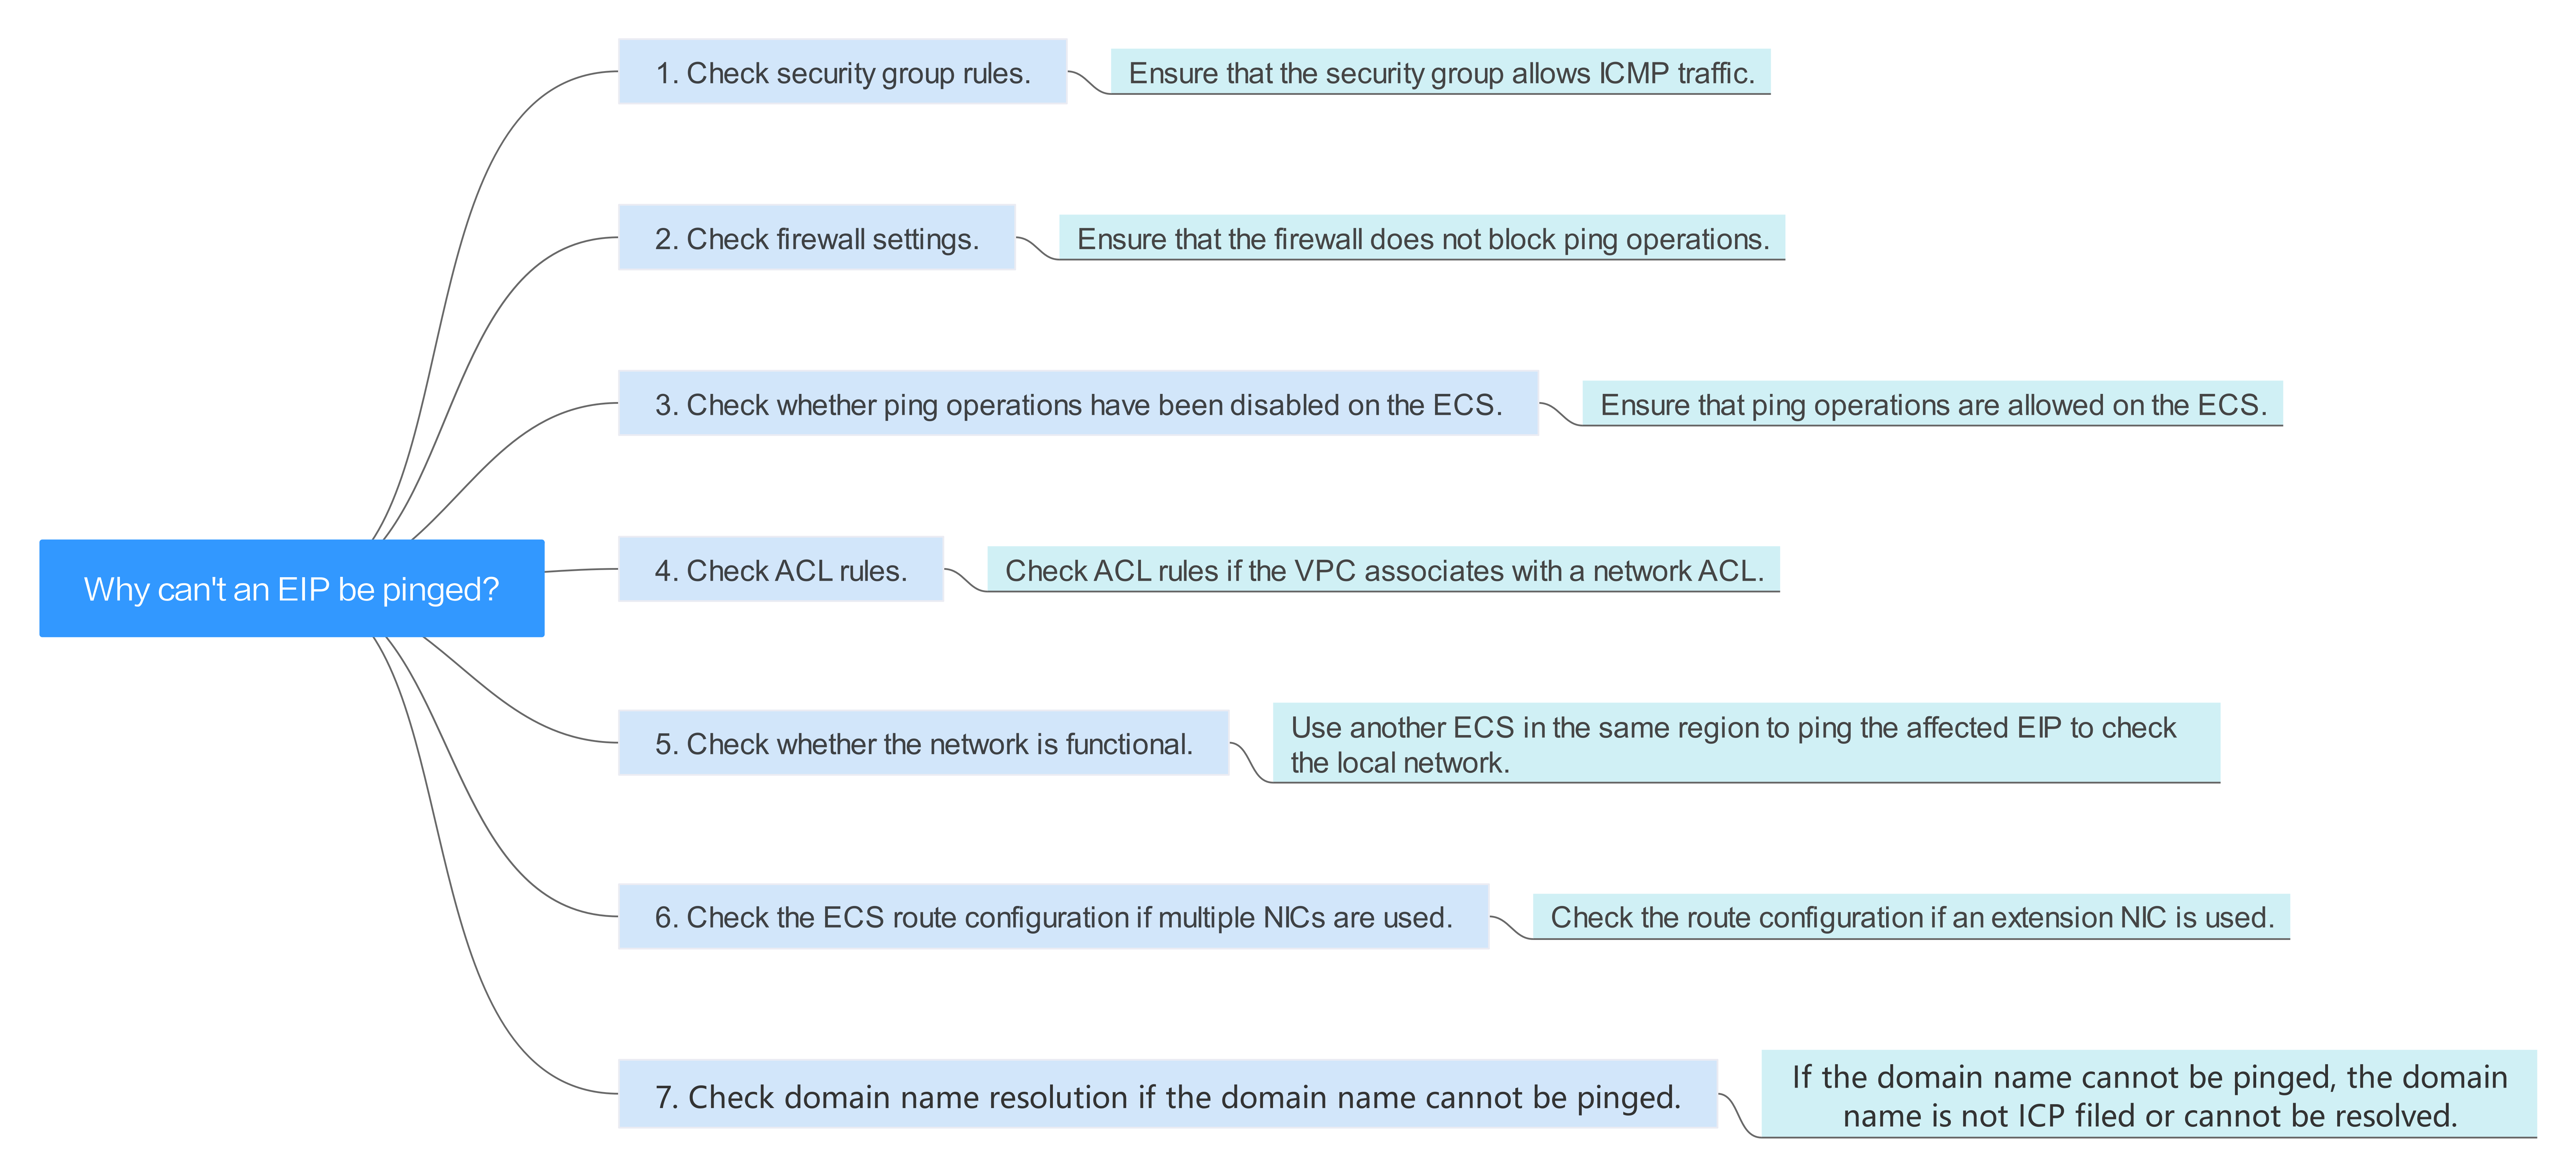 1. Check security group rules.
Ensure that the security group allows ICMP traffic.
2. Check firewall settings.
Ensure that the firewall does not block ping operations.
3. Check whether ping operations have been disabled on the ECS.
Ensure that ping operations are allowed on the ECS.
Why can't an EIP be pinged?
4. Check ACL rules.
Check ACL rules if the VPC associates with a network ACL.
5. Check whether the network is functional.
Use another ECS in the same region to ping the affected EIP to check
the local network.
6. Check the ECS route configuration if multiple NICs are used.
Check the route configuration if an extension NIC is used.
7. Check domain name resolution if the domain name cannot be pinged.
If the domain name cannot be pinged, the domain
name is not ICP filed or cannot be resolved.